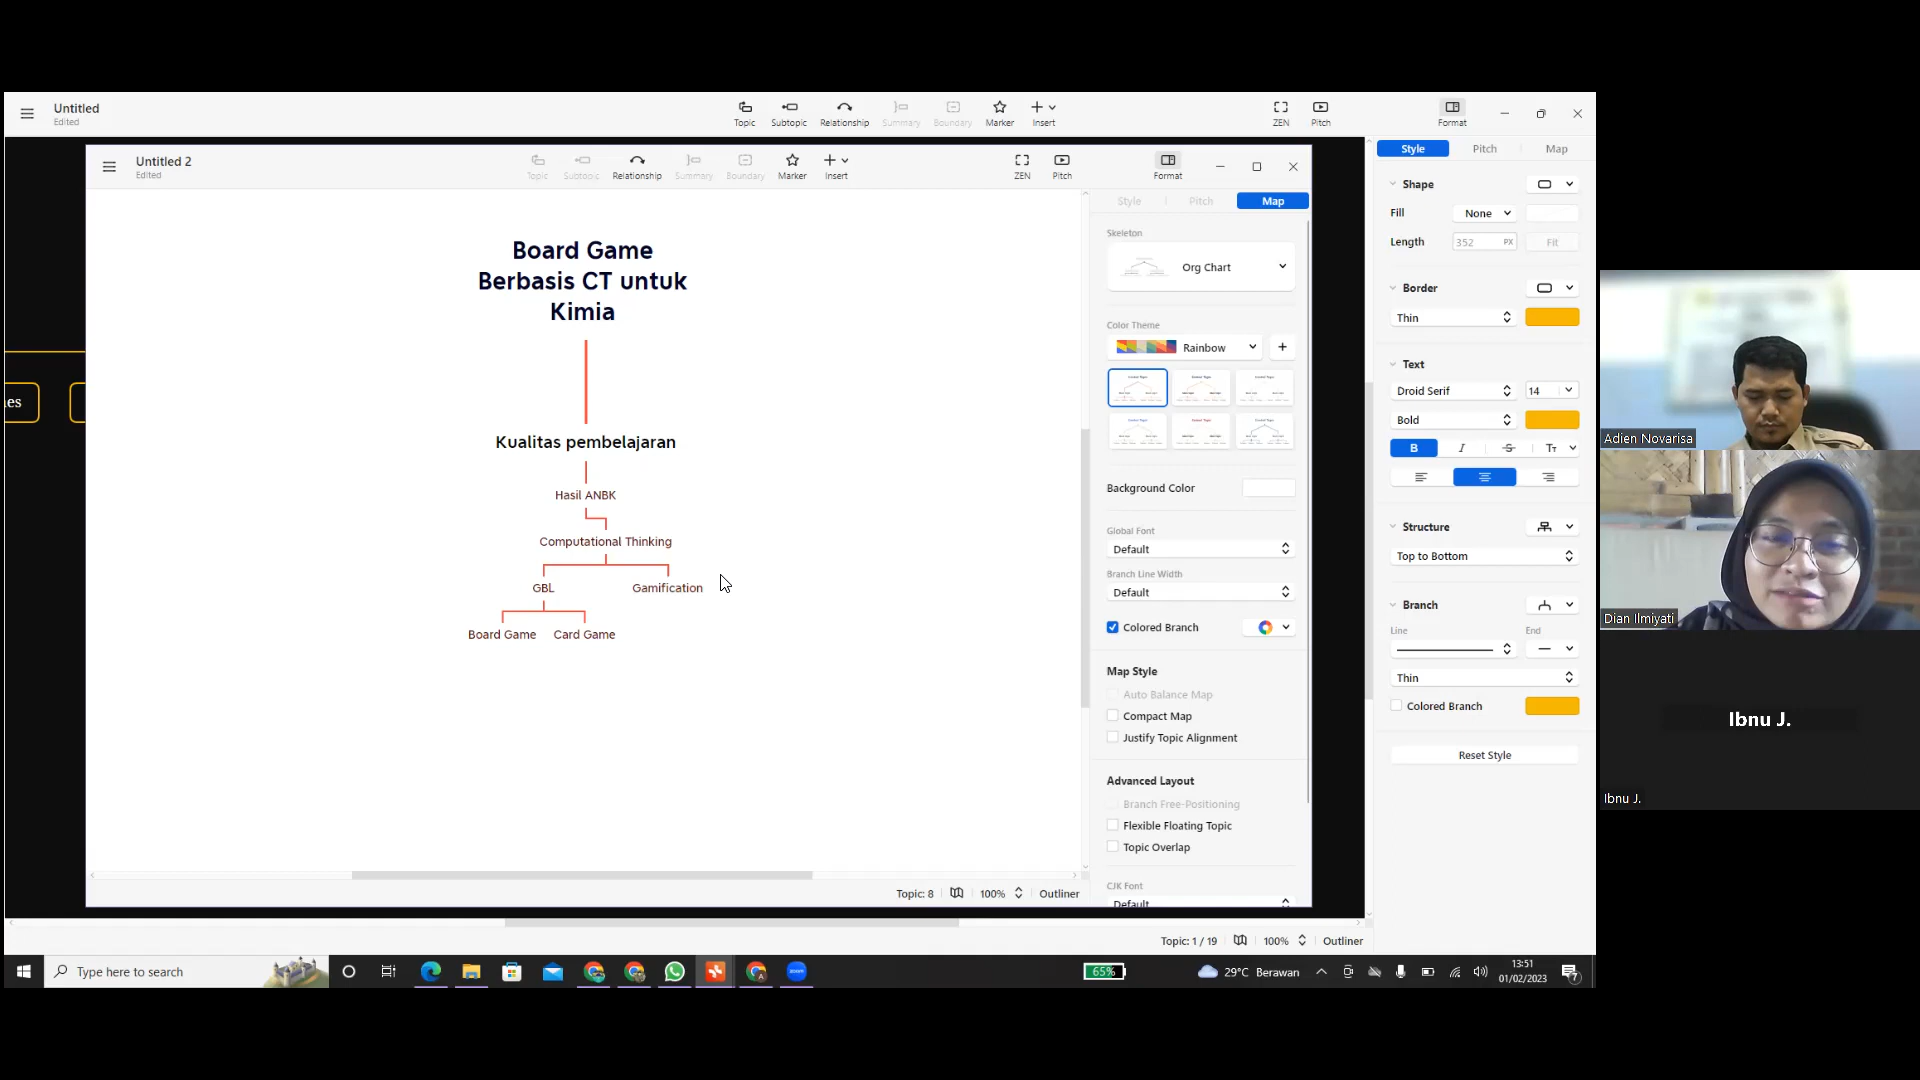 Untitled
Edited
Topic
Subtopic
Relationship
Summary
Boundary
Marker
Insert
ZEN
Pitch
Format
Untitled 2
Edited
Topic
Subtopic
Relationship
Summary
Boundary
Marker
Insert
ZEN
Pitch
Format
Style
Pitch
Map
Skeleton
Org Chart
Color Theme
Rainbow
Background Color
Global Font
Default
Branch Line Width
Default
Colored Branch
Map Style
Auto Balance Map
Compact Map
Justify Topic Alignment
Advanced Layout
Branch Free-Positioning
Flexible Floating Topic
Topic Overlap
CJK Font
Default
Board Game
Berbasis CT untuk
Kimia
Kualitas pembelajaran
Hasil ANBK
Computational Thinking
GBL
Gamification
Board Game
Card Game
Topic: 8
100%
Outliner
Style
Pitch
Map
Shape
Fill
None
Length
352
PX
Fit
Border
Thin
Text
Droid Serif
14
Bold
B
I
S
Tт
Structure
Top to Bottom
Branch
Line
End
Thin
Colored Branch
Reset Style
Topic: 1 / 19
100%
Outliner
Type here to search
65%
29°C Berawan
13:51
01/02/2023
7
Adien Novarisa
Dian Ilmiyati
Ibnu J.
Ibnu J.